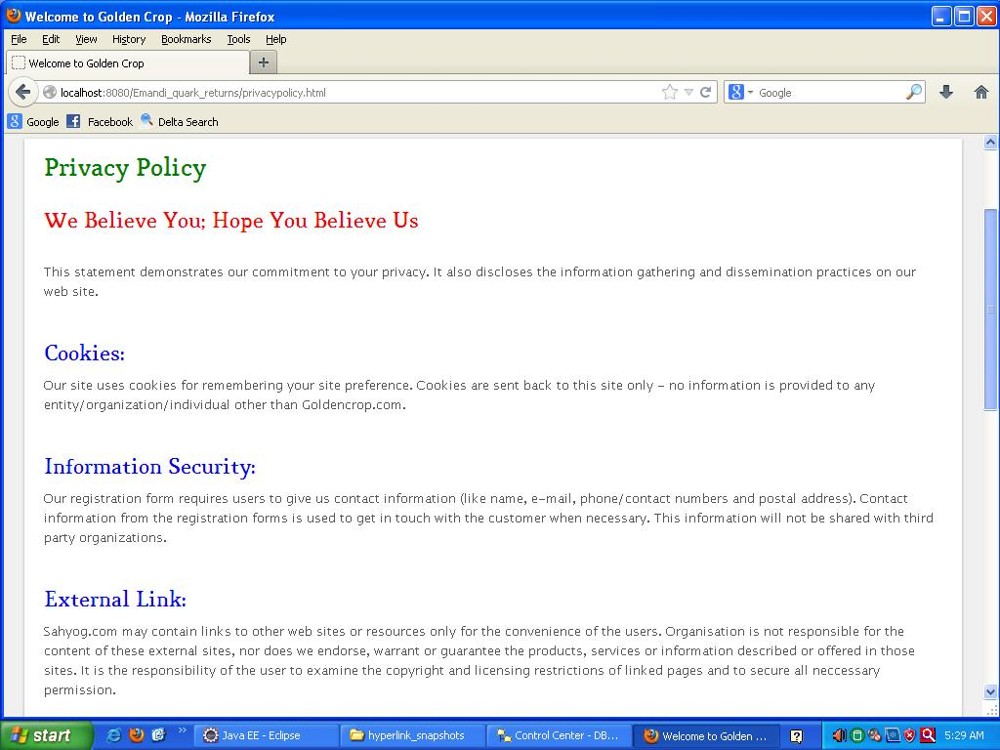 Welcome to Golden Crop - Mozilla Firefox
File Edit View History Bookmarks Tools Help
Welcome to Golden Crop
localhost:8080/Emandi_quark_returns/privacypolicy.html
Google
Google Facebook Delta Search
Privacy Policy
We Believe You; Hope You Believe Us
This statement demonstrates our commitment to your privacy. It also discloses the information gathering and dissemination practices on our
web site.
Cookies:
Our site uses cookies for remembering your site preference. Cookies are sent back to this site only – no information is provided to any
entity/organization/individual other than Goldencrop.com.
Information Security:
Our registration form requires users to give us contact information (like name, e-mail, phone/contact numbers and postal address). Contact
information from the registration forms is used to get in touch with the customer when necessary. This information will not be shared with third
party organizations.
External Link:
Sahyog.com may contain links to other web sites or resources only for the convenience of the users. Organisation is not responsible for the
content of these external sites, nor does we endorse, warrant or guarantee the products, services or information described or offered in those
sites. It is the responsibility of the user to examine the copyright and licensing restrictions of linked pages and to secure all neccessary
permission.
start Java EE - Eclipse hyperlink_snapshots Control Center - DB... Welcome to Golden ... 5:29 AM